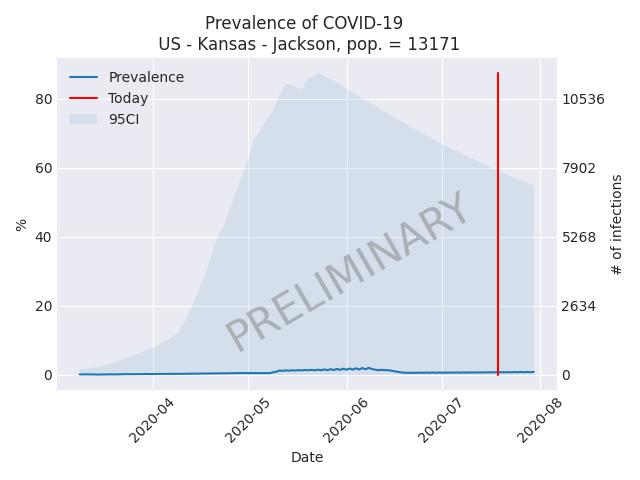 Prevalence of COVID-19
US - Kansas - Jackson, pop. = 13171
Prevalence
Today
95CI
80
60
40
20
0
%
10536
7902
5268
2634
0
# of infections
PRELIMINARY
2020-04
2020-05
2020-06
2020-07
2020-08
Date